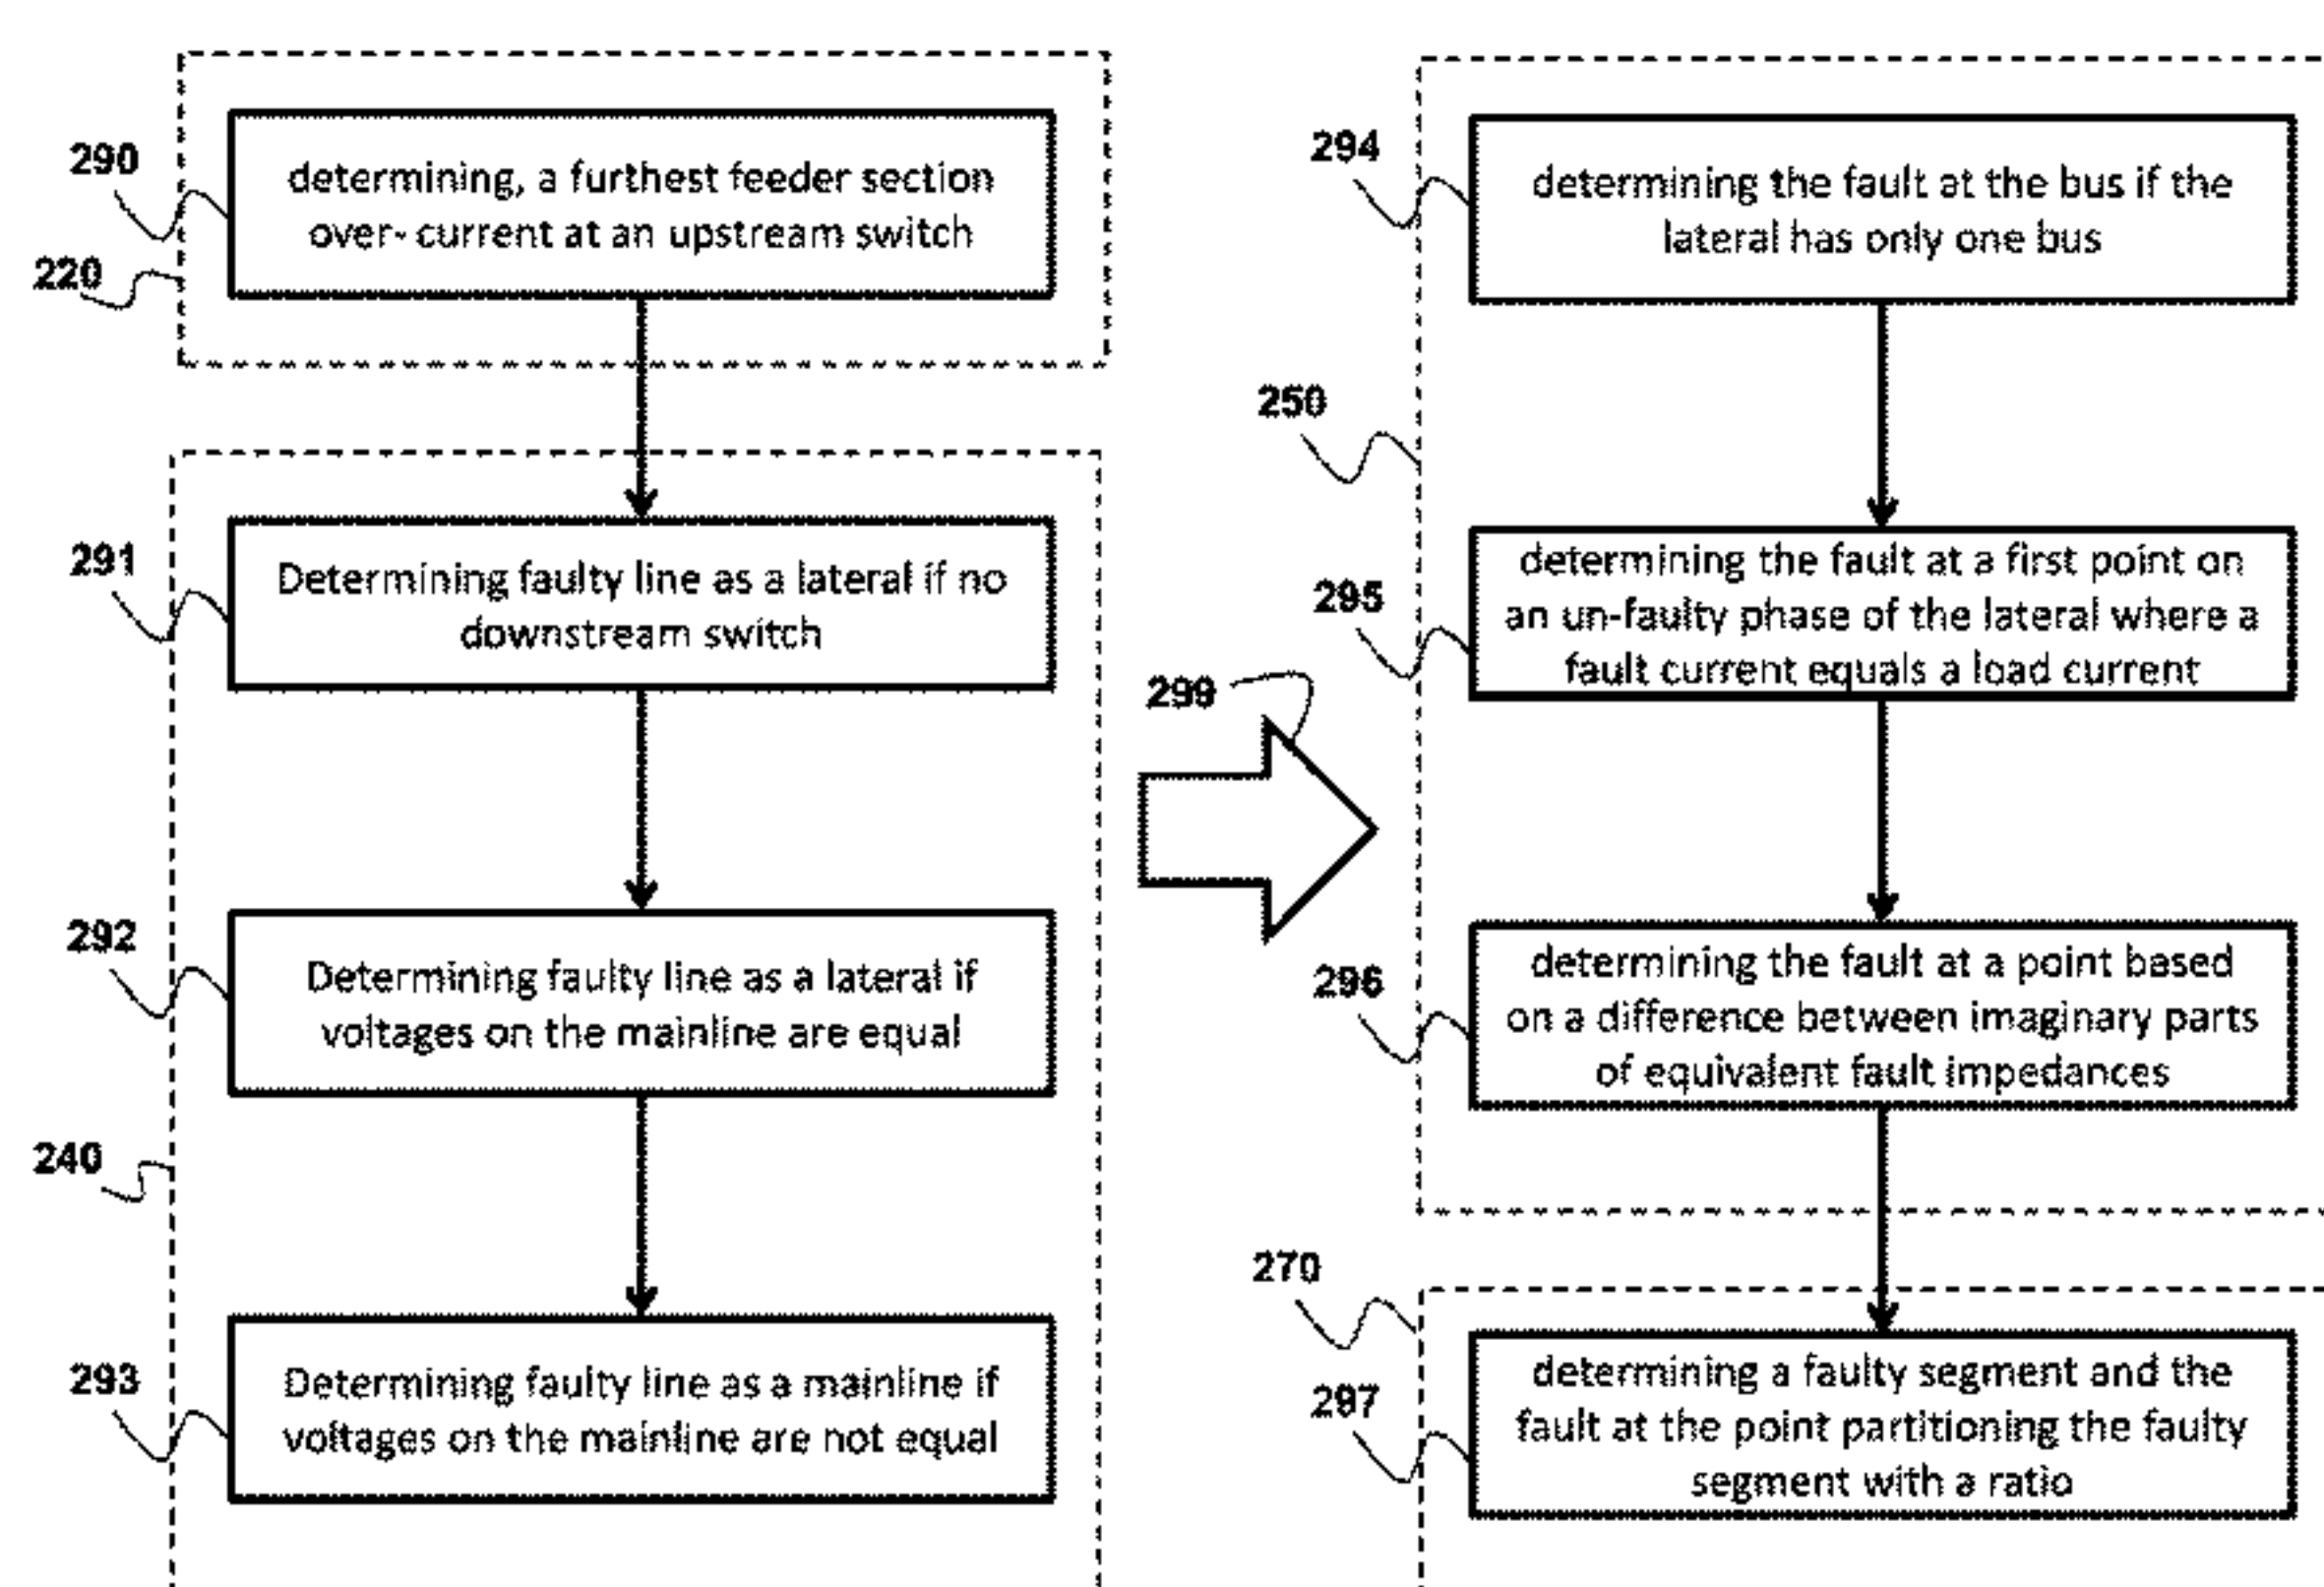 290
determining, a furthest feeder section
over- current at an upstream switch
220
291
Determining faulty line as a lateral if no
downstream switch
292
Determining faulty line as a lateral if
voltages on the mainline are equal
240
293
Determining faulty line as a mainline if
voltages on the mainline are not equal
299
294
determining the fault at the bus if the
lateral has only one bus
250
295
determining the fault at a first point on
an un-faulty phase of the lateral where a
fault current equals a load current
296
determining the fault at a point based
on a difference between imaginary parts
of equivalent fault impedances
270
297
determining a faulty segment and the
fault at the point partitioning the faulty
segment with a ratio